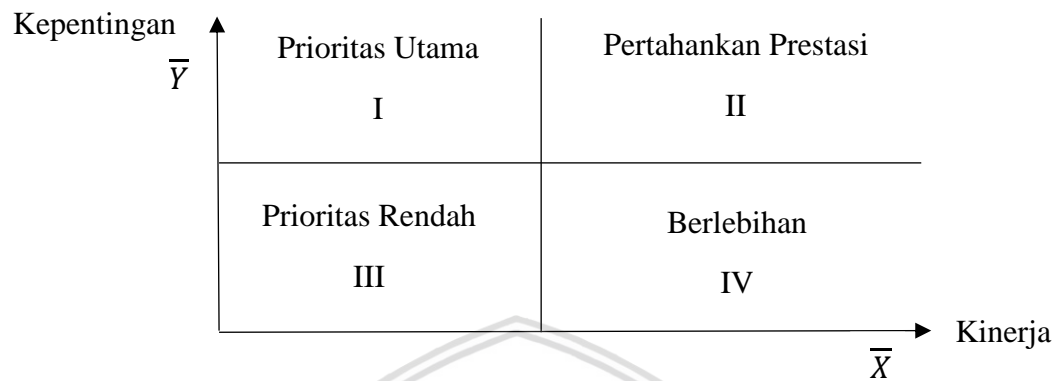 Kepentingan
Y̅
Prioritas Utama
I
Pertahankan Prestasi
II
Prioritas Rendah
III
Berlebihan
IV
Kinerja
X̅